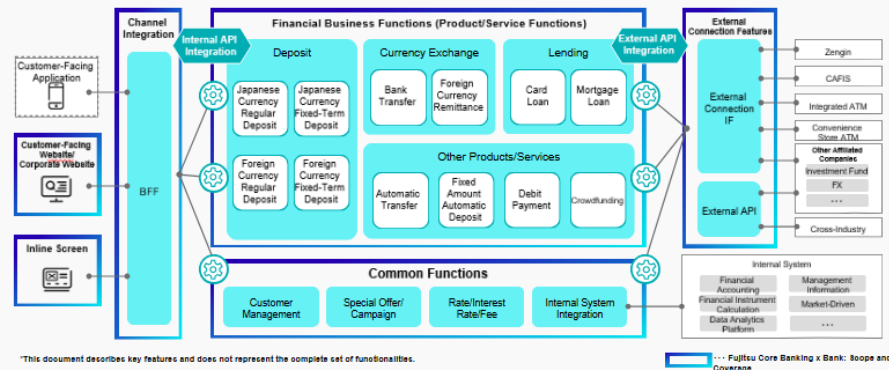 Channel
Integration
Internal API
Integration
Financial Business Functions (Product/Service Functions)
External API
Integration
External
Connection Features
Customer-Facing
Application
Customer-Facing
Website/
Corporate Website
Inline Screen
BFF
Deposit
Japanese
Currency
Regular
Deposit
Japanese
Currency
Fixed-Term
Deposit
Foreign
Currency
Regular
Deposit
Foreign
Currency
Fixed-Term
Deposit
Currency Exchange
Bank
Transfer
Foreign
Currency
Remittance
Lending
Card
Loan
Mortgage
Loan
Other Products/Services
Automatic
Transfer
Fixed
Amount
Automatic
Deposit
Debit
Payment
Crowdfunding
Common Functions
Customer
Management
Special Offer/
Campaign
Rate/Interest
Rate/Fee
Internal System
Integration
External
Connection
IF
External API
Zengin
CAFIS
Integrated ATM
Convenience
Store ATM
Other Affiliated
Companies
Investment Fund
FX
...
Cross-Industry
Internal System
Financial
Accounting
Management
Information
Financial Instrument
Calculation
Market-Driven
Data Analytics
Platform
...
*This document describes key features and does not represent the complete set of functionalities.
... Fujitsu Core Banking x Bank: Scope and
Coverage